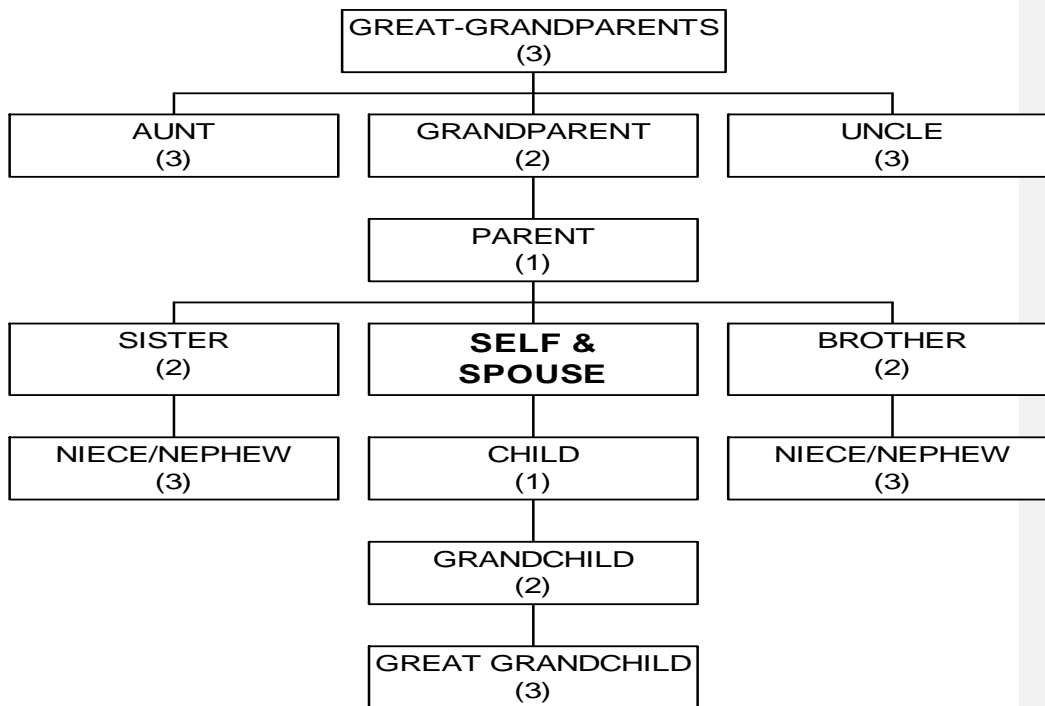 GREAT-GRANDPARENTS
(3)
AUNT
(3)
GRANDPARENT
(2)
UNCLE
(3)
PARENT
(1)
SISTER
(2)
SELF &
SPOUSE
BROTHER
(2)
NIECE/NEPHEW
(3)
CHILD
(1)
NIECE/NEPHEW
(3)
GRANDCHILD
(2)
GREAT GRANDCHILD
(3)